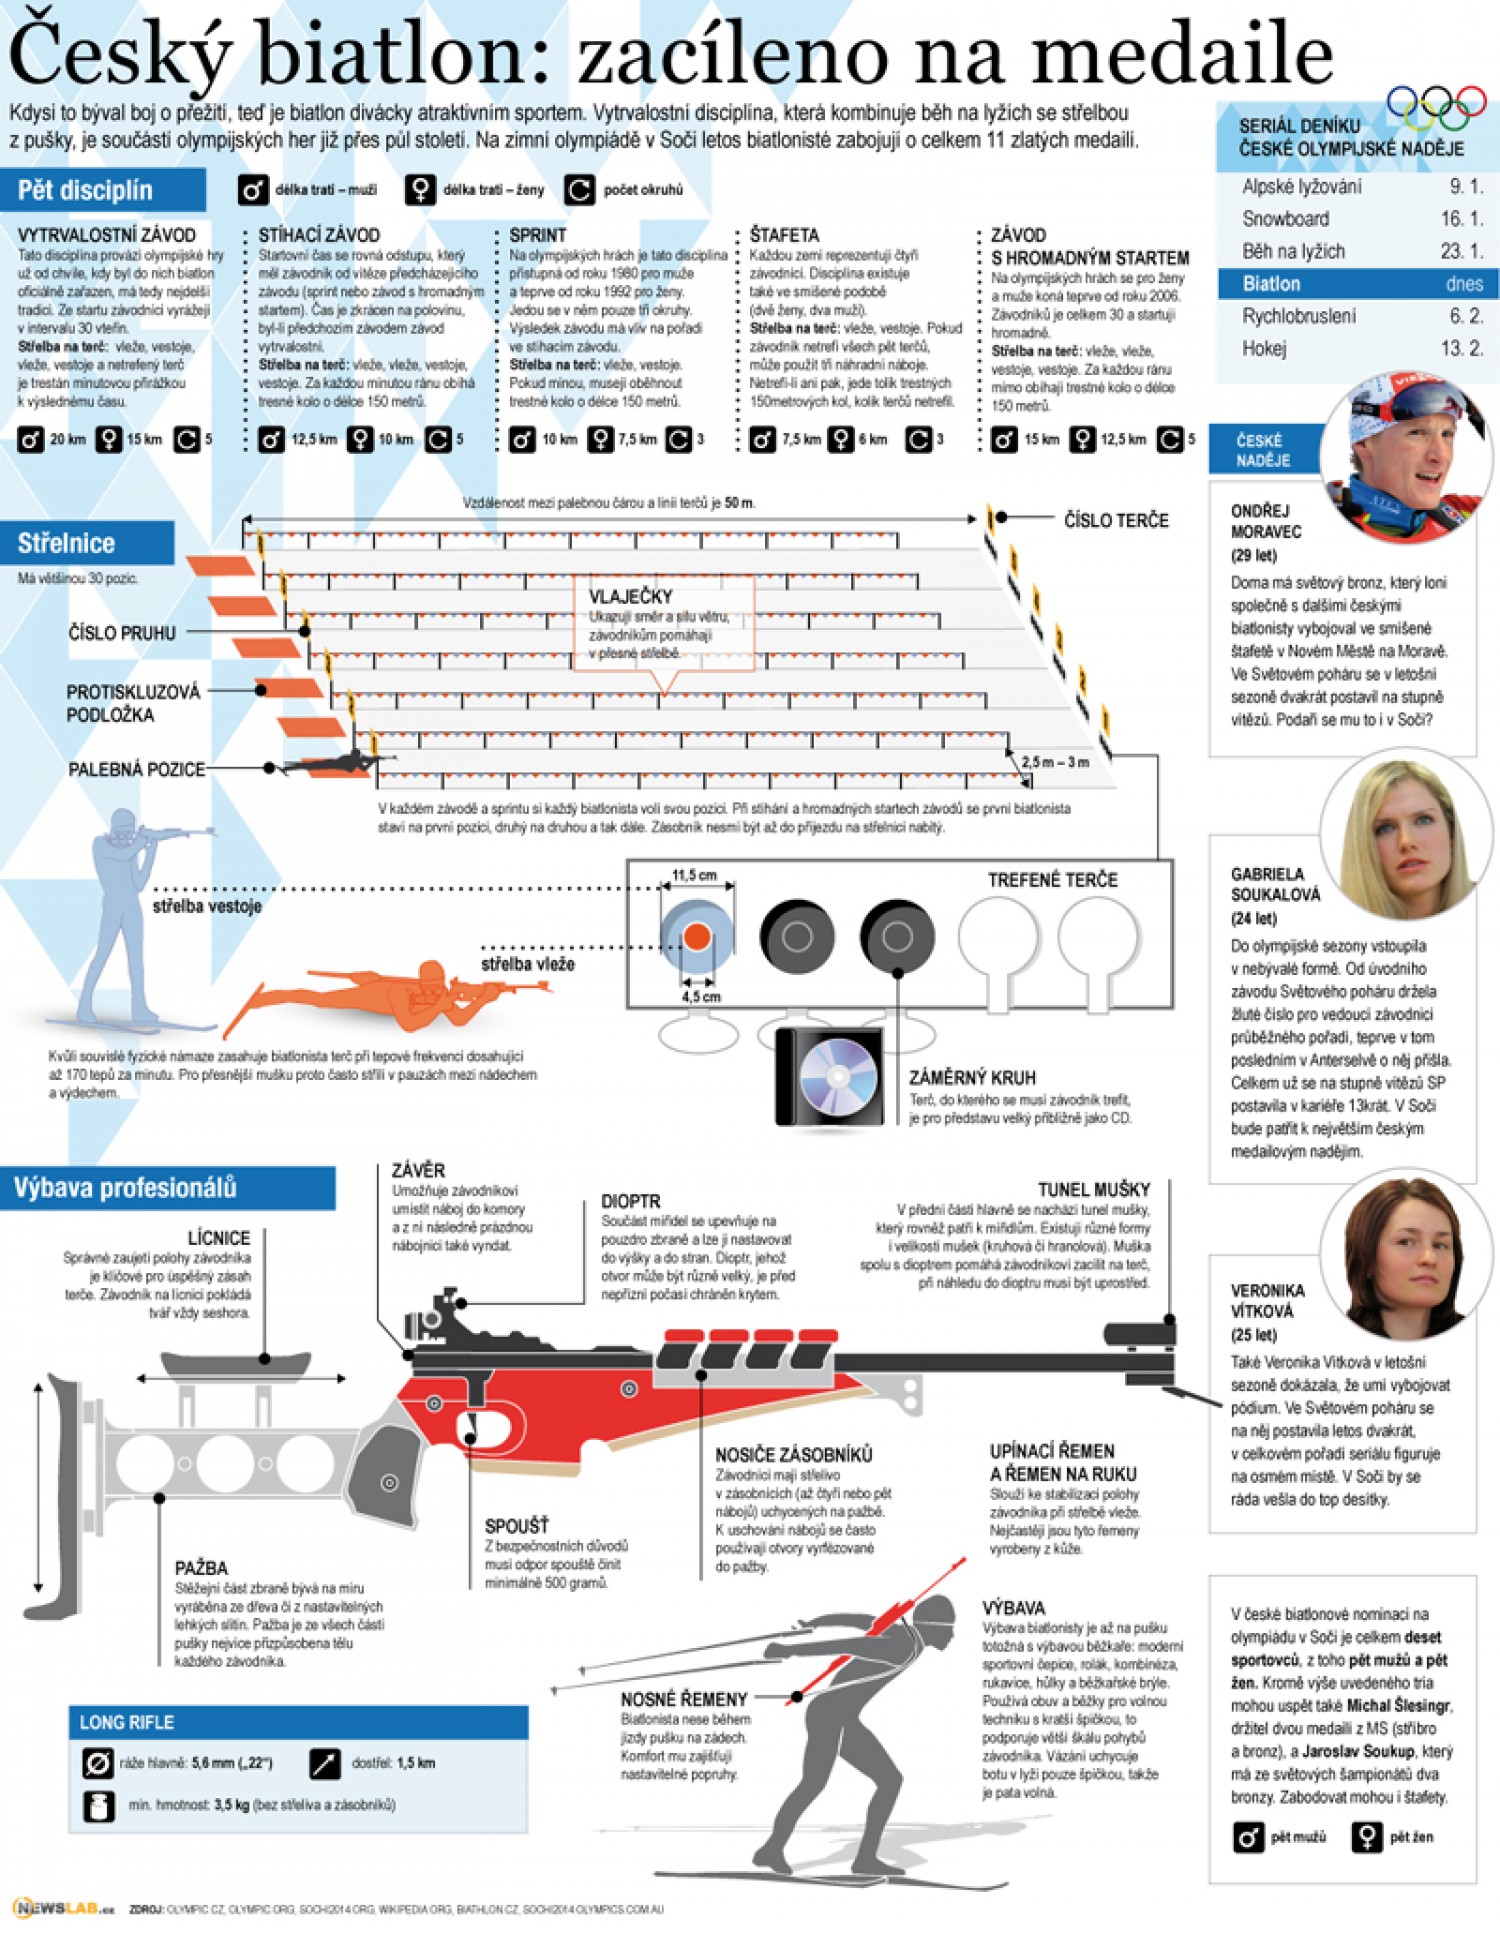 Český biatlon: zacíleno na medaile
Kdysi to býval boj o přežití, teď je biatlon divácky atraktivním sportem. Vytrvalostní disciplína, která kombinuje běh na lyžích se střelbou
z pušky, je součástí olympijských her již přes půl století. Na zimní olympiádě v Soči letos biatlonisté zabojují o celkem 11 zlatých medailí.
SERIÁL DENÍKU
ČESKÉ OLYMPIJSKÉ NADĚJE
Alpské lyžování 9. 1.
Snowboard 16. 1.
Běh na lyžích 23. 1.
Biatlon dnes
Rychlobruslení 6. 2.
Hokej 13. 2.
Pět disciplín
délka trati – muži
délka trati – ženy
počet okruhů
VYTRVALOSTNÍ ZÁVOD
Tato disciplína provází olympijské hry
už od chvíle, kdy byl do nich biatlon
oficiálně zařazen, má tedy nejdelší
tradici. Ze startu závodníci vyrážejí
v intervalu 30 vteřin.
Střelba na terč: vleže, vestoje,
vleže, vestoje a netrefený terč
je trestán minutovou přirážkou
k výslednému času.
20 km 15 km 5
STÍHACÍ ZÁVOD
Startovní čas se rovná odstupu, který
měl závodník od vítěze předcházejícího
závodu (sprint nebo závod s hromadným
startem). Čas je zkrácen na polovinu,
byl-li předchozím závodem závod
vytrvalostní.
Střelba na terč: vleže, vleže, vestoje,
vestoje. Za každou minutou ránu obíhá
tresné kolo o délce 150 metrů.
12,5 km 10 km 5
SPRINT
Na olympijských hrách je tato disciplína
přístupná od roku 1980 pro muže
a teprve od roku 1992 pro ženy.
Jedou se v něm pouze tři okruhy.
Výsledek závodu má vliv na pořadí
ve stíhacím závodu.
Střelba na terč: vleže, vestoje.
Pokud minou, musejí oběhnout
trestné kolo o délce 150 metrů.
10 km 7,5 km 3
ŠTAFETA
Každou zemi reprezentují čtyři
závodníci. Disciplína existuje
také ve smíšené podobě
(dvě ženy, dva muži).
Střelba na terč: vleže, vestoje. Pokud
závodník netrefí všech pět terčů,
může použít tři náhradní náboje.
Netrefí-li ani pak, jede tolik trestných
150metrových kol, kolik terčů netrefil.
7,5 km 6 km 3
ZÁVOD
S HROMADNÝM STARTEM
Na olympijských hrách se pro ženy
a muže koná teprve od roku 2006.
Závodníků je celkem 30 a startují
hromadně.
Střelba na terč: vleže, vleže,
vestoje, vestoje. Za každou ránu
mimo obíhají trestné kolo o délce
150 metrů.
15 km 12,5 km 5
Střelnice
Má většinou 30 pozic.
Vzdálenost mezi palebnou čárou a linií terčů je 50 m.
ČÍSLO TERČE
VLAJEČKY
Ukazují směr a sílu větru,
závodníkům pomáhají
v přesné střelbě.
ČÍSLO PRUHU
PROTISKLUZOVÁ
PODLOŽKA
PALEBNÁ POZICE
2,5 m – 3 m
V každém závodě a sprintu si každý biatlonista volí svou pozici. Při stíhání a hromadných startech závodů se první biatlonista
staví na první pozici, druhý na druhou a tak dále. Zásobník nesmí být až do příjezdu na střelnici nabitý.
střelba vestoje
střelba vleže
11,5 cm
4,5 cm
TREFENÉ TERČE
Kvůli souvislé fyzické námaze zasahuje biatlonista terč při tepové frekvenci dosahující
až 170 tepů za minutu. Pro přesnější mušku proto často střílí v pauzách mezi nádechem
a výdechem.
ZÁMĚRNÝ KRUH
Terč, do kterého se musí závodník trefit,
je pro představu velký přibližně jako CD.
ČESKÉ
NADĚJE
ONDŘEJ
MORAVEC
(29 let)
Doma má světový bronz, který loni
společně s dalšími českými
biatlonisty vybojoval ve smíšené
štafetě v Novém Městě na Moravě.
Ve Světovém poháru se v letošní
sezoně dvakrát postavil na stupně
vítězů. Podaří se mu to i v Soči?
GABRIELA
SOUKALOVÁ
(24 let)
Do olympijské sezony vstoupila
v nebývalé formě. Od úvodního
závodu Světového poháru držela
žluté číslo pro vedoucí závodnici
průběžného pořadí, teprve v tom
posledním v Anterselvě o něj přišla.
Celkem už se na stupně vítězů SP
postavila v kariéře 13krát. V Soči
bude patřit k největším českým
medailovým nadějím.
VERONIKA
VÍTKOVÁ
(25 let)
Také Veronika Vítková v letošní
sezoně dokázala, že umí vybojovat
pódium. Ve Světovém poháru se
na něj postavila letos dvakrát,
v celkovém pořadí seriálu figuruje
na osmém místě. V Soči by se
ráda vešla do top desítky.
V české biatlonové nominaci na
olympiádu v Soči je celkem deset
sportovců, z toho pět mužů a pět
žen. Kromě výše uvedeného tria
mohou uspět také Michal Šlesingr,
držitel dvou medailí z MS (stříbro
a bronz), a Jaroslav Soukup, který
má ze světových šampionátů dva
bronzy. Zabodovat mohou i štafety.
pět mužů pět žen
Výbava profesionálů
LÍCNICE
Správné zaujetí polohy závodníka
je klíčové pro úspěšný zásah
terče. Závodník na lícnici pokládá
tvář vždy seshora.
ZÁVĚR
Umožňuje závodníkovi
umístit náboj do komory
a z ní následně prázdnou
nábojnici také vyndat.
DIOPTR
Součást mířidel se upevňuje na
pouzdro zbraně a lze ji nastavovat
do výšky a do stran. Dioptr, jehož
otvor může být různě velký, je před
nepřízní počasí chráněn krytem.
TUNEL MUŠKY
V přední části hlavně se nachází tunel mušky,
který rovněž patří k mířidlům. Existují různé formy
i velikosti mušek (kruhová či hranolová). Muška
spolu s dioptrem pomáhá závodníkovi zacílit na terč,
při náhledu do dioptru musí být uprostřed.
PAŽBA
Stěžejní část zbraně bývá na míru
vyráběna ze dřeva či z nastavitelných
lehkých slitin. Pažba je ze všech částí
pušky nejvíce přizpůsobena tělu
každého závodníka.
SPOUŠŤ
Z bezpečnostních důvodů
musí odpor spouště činit
minimálně 500 gramů.
NOSIČE ZÁSOBNÍKŮ
Závodníci mají střelivo
v zásobnících (až čtyři nebo pět
nábojů) uchycených na pažbě.
K uschování nábojů se často
používají otvory vyfrézované
do pažby.
UPÍNACÍ ŘEMEN
A ŘEMEN NA RUKU
Slouží ke stabilizaci polohy
závodníka při střelbě vleže.
Nejčastěji jsou tyto řemeny
vyrobeny z kůže.
NOSNÉ ŘEMENY
Biatlonista nese během
jízdy pušku na zádech.
Komfort mu zajišťují
nastavitelné popruhy.
VÝBAVA
Výbava biatlonisty je až na pušku
totožná s výbavou běžkaře: moderní
sportovní čepice, rolák, kombinéza,
rukavice, hůlky a běžkařské brýle.
Používá obuv a běžky pro volnou
techniku s kratší špičkou, to
podporuje větší škálu pohybů
závodníka. Vázání uchycuje
botu v lyži pouze špičkou, takže
je pata volná.
LONG RIFLE
ráže hlavně: 5,6 mm („22“)
dostřel: 1,5 km
min. hmotnost: 3,5 kg (bez střeliva a zásobníků)
NEWSLAB.cz
ZDROJ: OLYMPIC CZ, OLYMPIC ORG, SOCHI2014 ORG, WIKIPEDIA ORG, BIATHLON CZ, SOCHI2014 OLYMPICS.COM AU